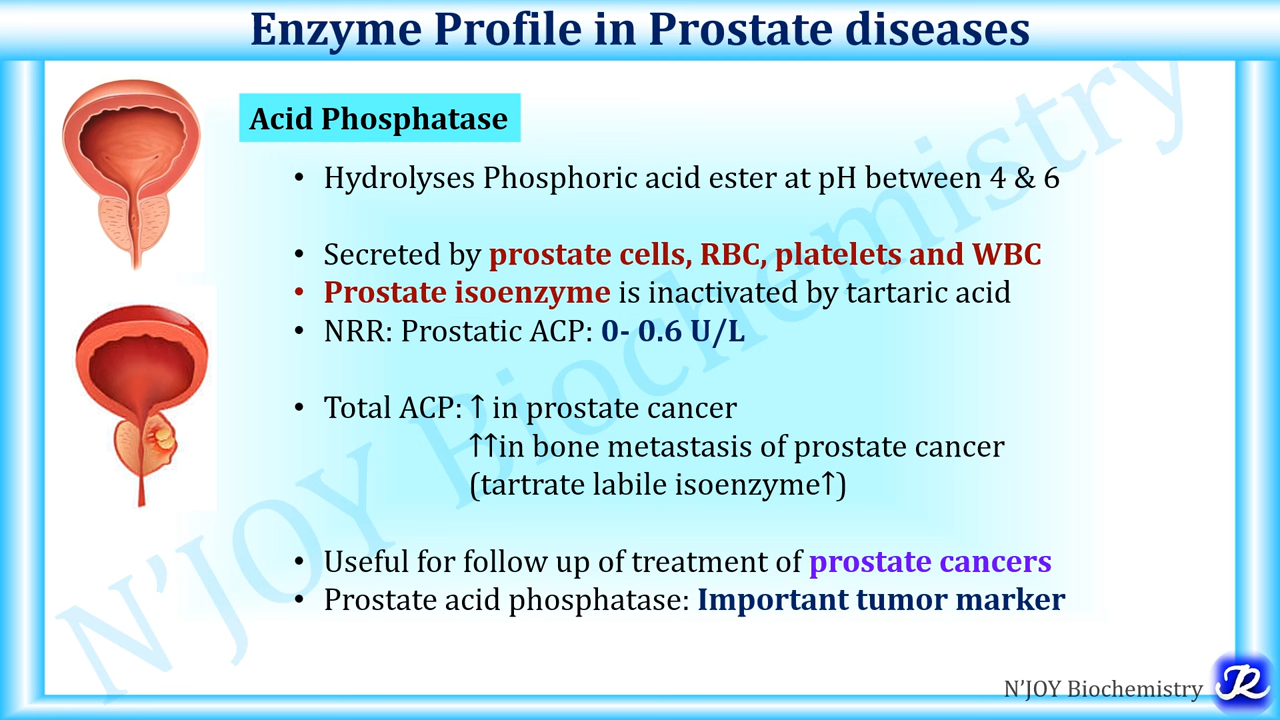 Enzyme Profile in Prostate diseases
Acid Phosphatase
• Hydrolyses Phosphoric acid ester at pH between 4 & 6
• Secreted by prostate cells, RBC, platelets and WBC
• Prostate isoenzyme is inactivated by tartaric acid
• NRR: Prostatic ACP: 0- 0.6 U/L
• Total ACP: ↑ in prostate cancer
↑↑in bone metastasis of prostate cancer
(tartrate labile isoenzyme↑)
• Useful for follow up of treatment of prostate cancers
• Prostate acid phosphatase: Important tumor marker
N'JOY Biochemistry
N'JOY Biochemistry
JR